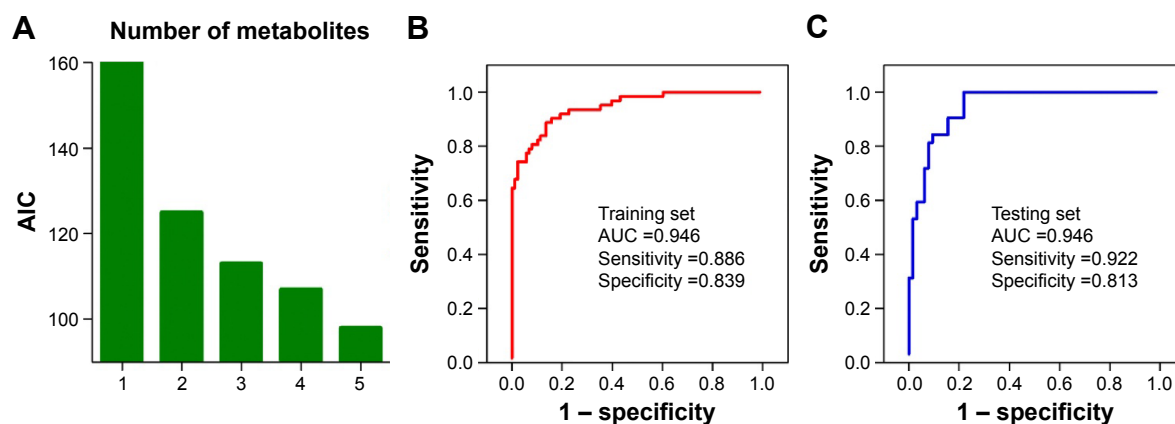 A
Number of metabolites
AIC
160
140
120
100
1 2 3 4 5
B
Sensitivity
1.0
0.8
0.6
0.4
0.2
0.0
Training set
AUC =0.946
Sensitivity =0.886
Specificity =0.839
0.0 0.2 0.4 0.6 0.8 1.0
1 – specificity
C
Sensitivity
1.0
0.8
0.6
0.4
0.2
0.0
Testing set
AUC =0.946
Sensitivity =0.922
Specificity =0.813
0.0 0.2 0.4 0.6 0.8 1.0
1 – specificity